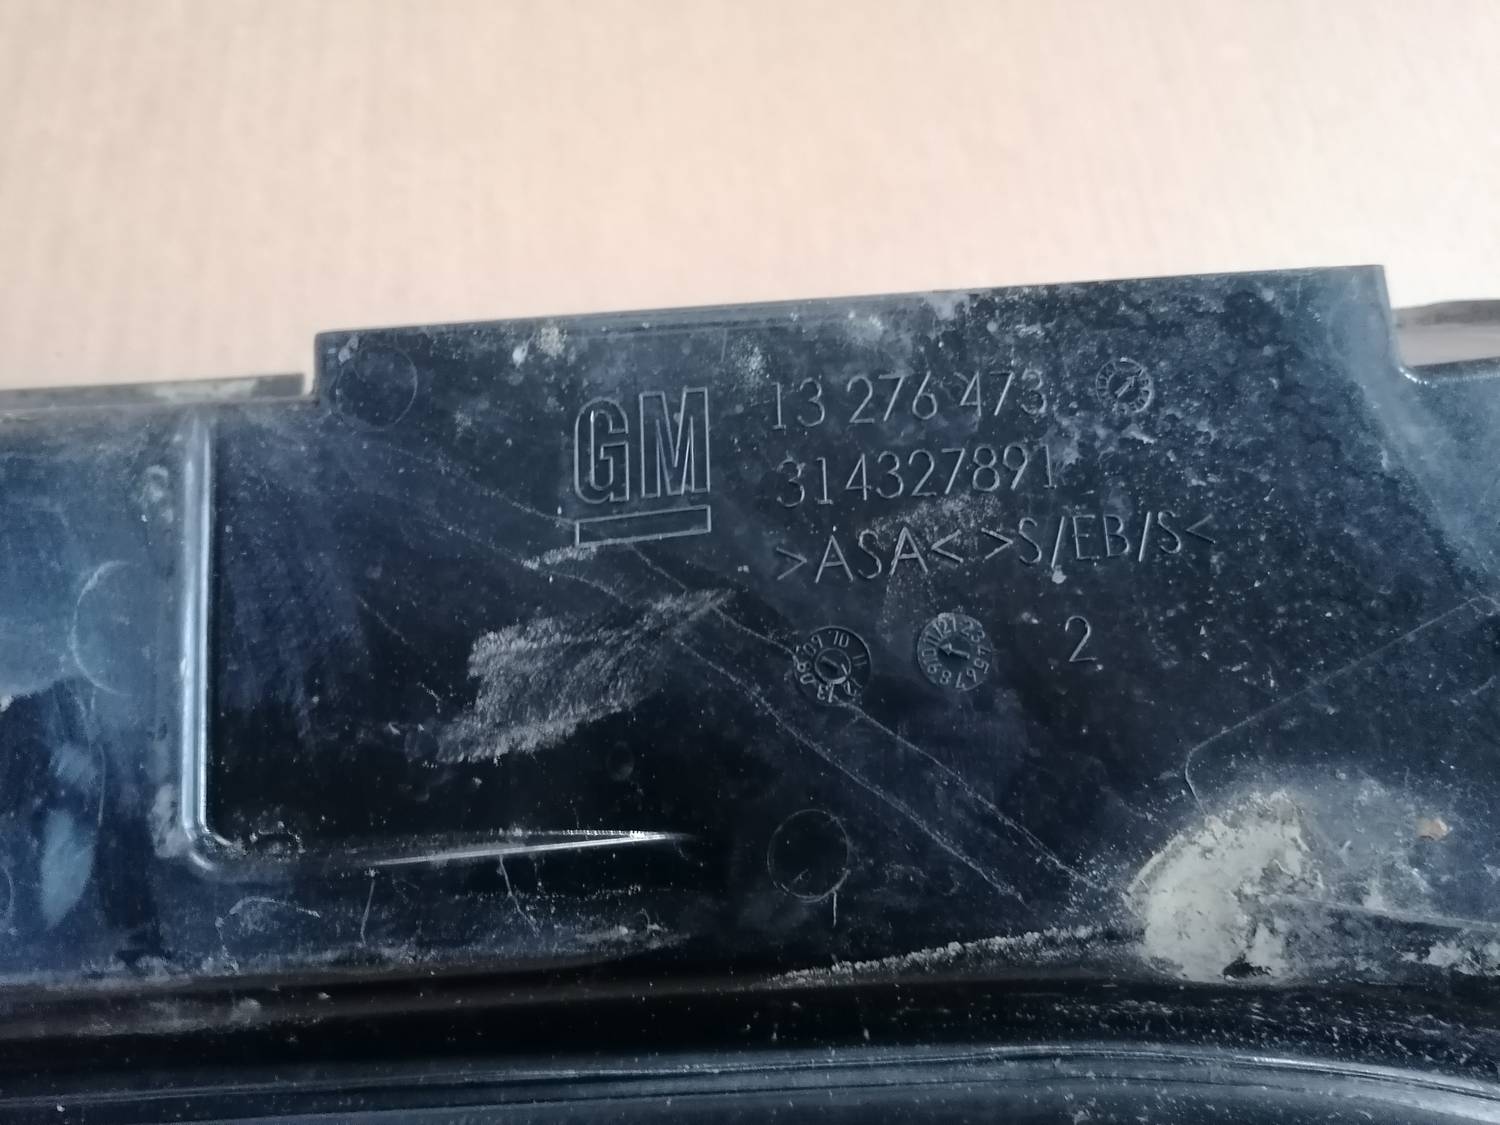 GM
13 276 473
314327891
>ASA< >S/EB/S<
2